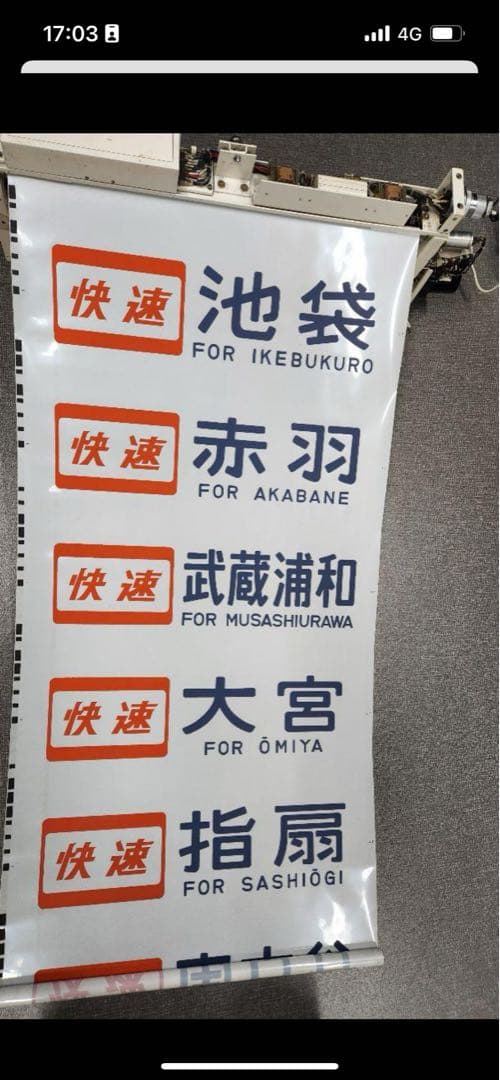 17:03
4G
快速 池袋
FOR IKEBUKURO
快速 赤羽
FOR AKABANE
快速 武蔵浦和
FOR MUSASHIURAWA
快速 大宮
FOR ŌMIYA
快速 指扇
FOR SASHIŌGI